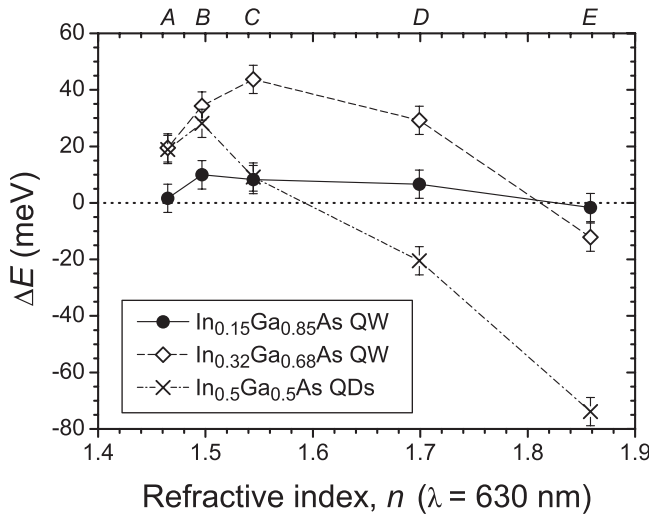 A B C D E
60
40
20
0
-20
-40
-60
-80
ΔE (meV)
In0.15Ga0.85As QW
In0.32Ga0.68As QW
In0.5Ga0.5As QDs
1.4 1.5 1.6 1.7 1.8 1.9
Refractive index, n (λ = 630 nm)